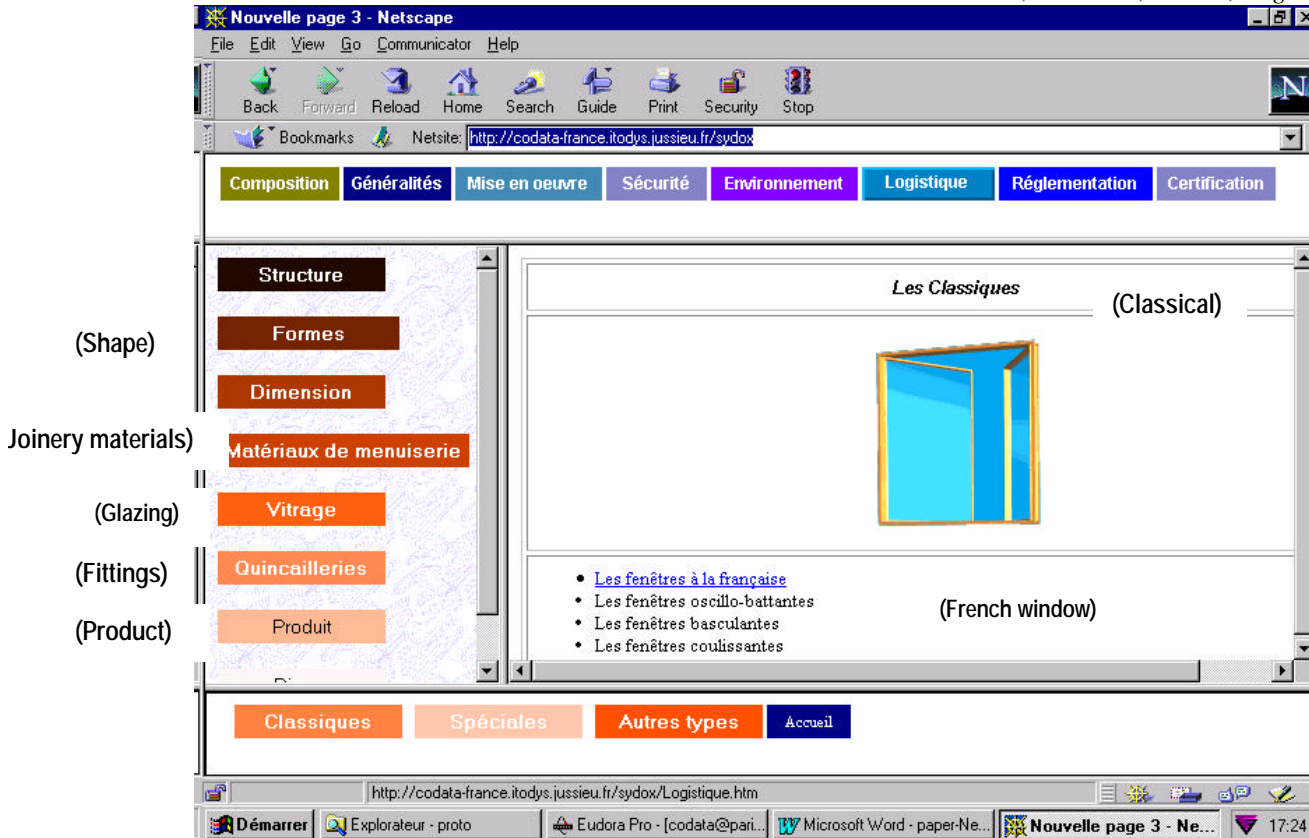 Nouvelle page 3 - Netscape
File Edit View Go Communicator Help
Back Forward Reload Home Search Guide Print Security Stop
N
Bookmarks Netsite: http://codata-france.itodys.jussieu.fr/sydox
Composition Généralités Mise en oeuvre Sécurité Environnement Logistique Réglementation Certification
Structure
Les Classiques
(Classical)
(Shape) Formes
Dimension
Joinery materials) Matériaux de menuiserie
(Glazing) Vitrage
(Fittings) Quincailleries
(Product) Produit
Les fenêtres à la française
Les fenêtres oscillo-battantes
(French window)
Les fenêtres basculantes
Les fenêtres coulissantes
Classiques Spéciales Autres types Accueil
http://codata-france.itodys.jussieu.fr/sydox/Logistique.htm
Démarrer Explorateur - proto Eudora Pro - [codata@pari... Microsoft Word - paper-Ne... Nouvelle page 3 - Ne... 17:24